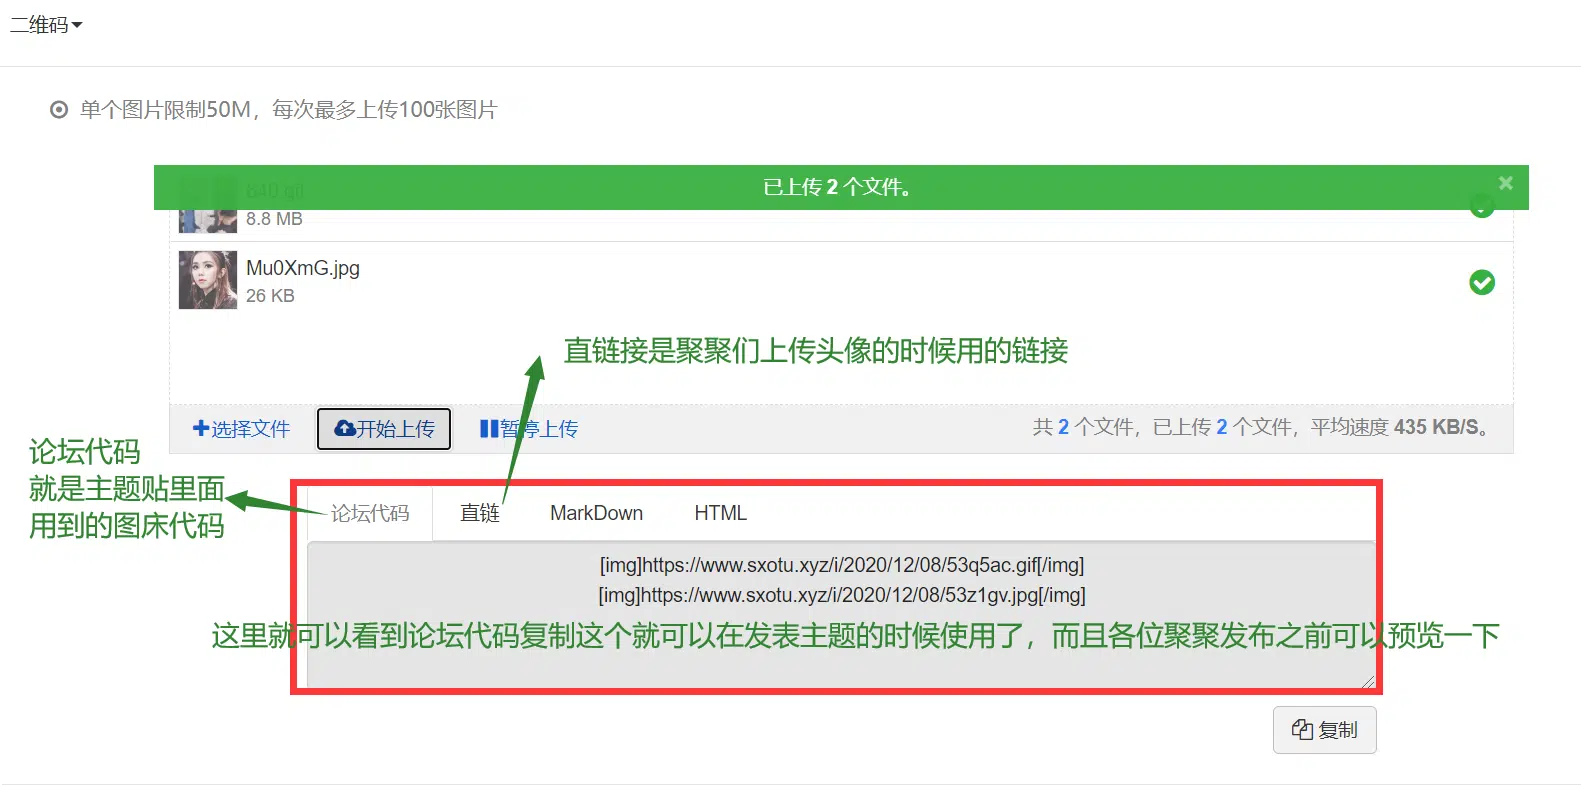 二维码
单个图片限制50M，每次最多上传100张图片
已上传 2 个文件。
×
640.gif
8.8 MB
Mu0XmG.jpg
26 KB
直链接是聚聚们上传头像的时候用的链接
选择文件
开始上传
暂停上传
共 2 个文件，已上传 2 个文件，平均速度 435 KB/S。
论坛代码
就是主题贴里面
用到的图床代码
论坛代码
直链
MarkDown
HTML
[img]https://www.sxotu.xyz/i/2020/12/08/53q5ac.gif[/img]
[img]https://www.sxotu.xyz/i/2020/12/08/53z1gv.jpg[/img]
这里就可以看到论坛代码复制这个就可以在发表主题的时候使用了，而且各位聚聚发布之前可以预览一下
复制